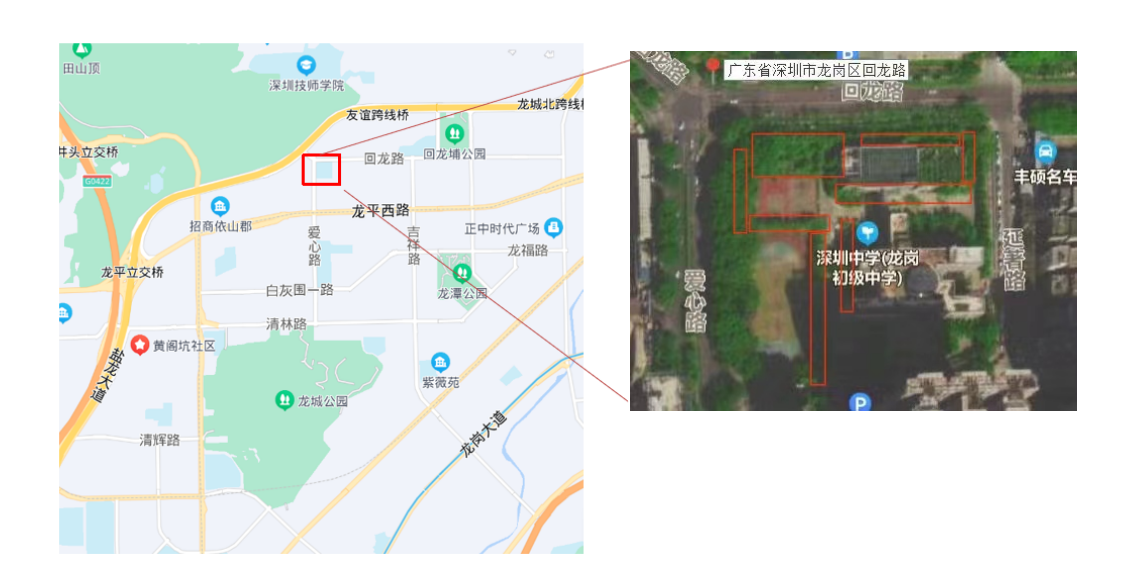 田山顶
深圳技师学院
友谊跨线桥
龙城北跨线桥
井头立交桥
G0422
回龙路
回龙埔公园
招商依山郡
龙平西路
正中时代广场
爱心路
吉祥路
龙福路
龙平立交桥
白灰围一路
龙潭公园
清林路
黄阁坑社区
盐龙大道
紫薇苑
龙城公园
清辉路
龙岗大道
龙路
广东省深圳市龙岗区回龙路
回龙路
丰硕名车
深圳中学(龙岗
初级中学)
爱心路
P